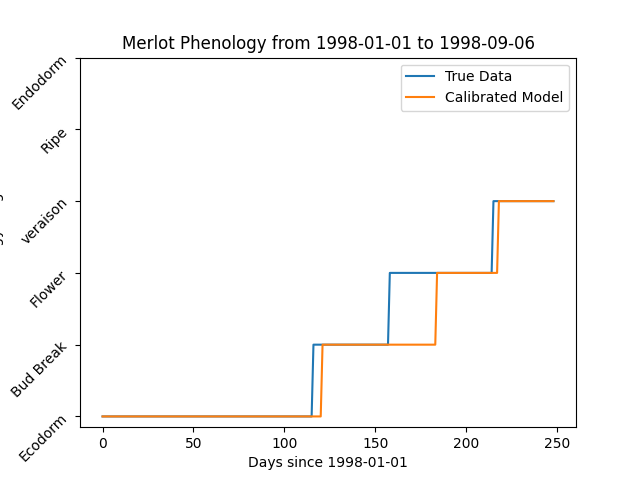 Merlot Phenology from 1998-01-01 to 1998-09-06
True Data
Calibrated Model
Endodorm
Ripe
veraison
Flower
Bud Break
Ecodorm
0 50 100 150 200 250
Days since 1998-01-01